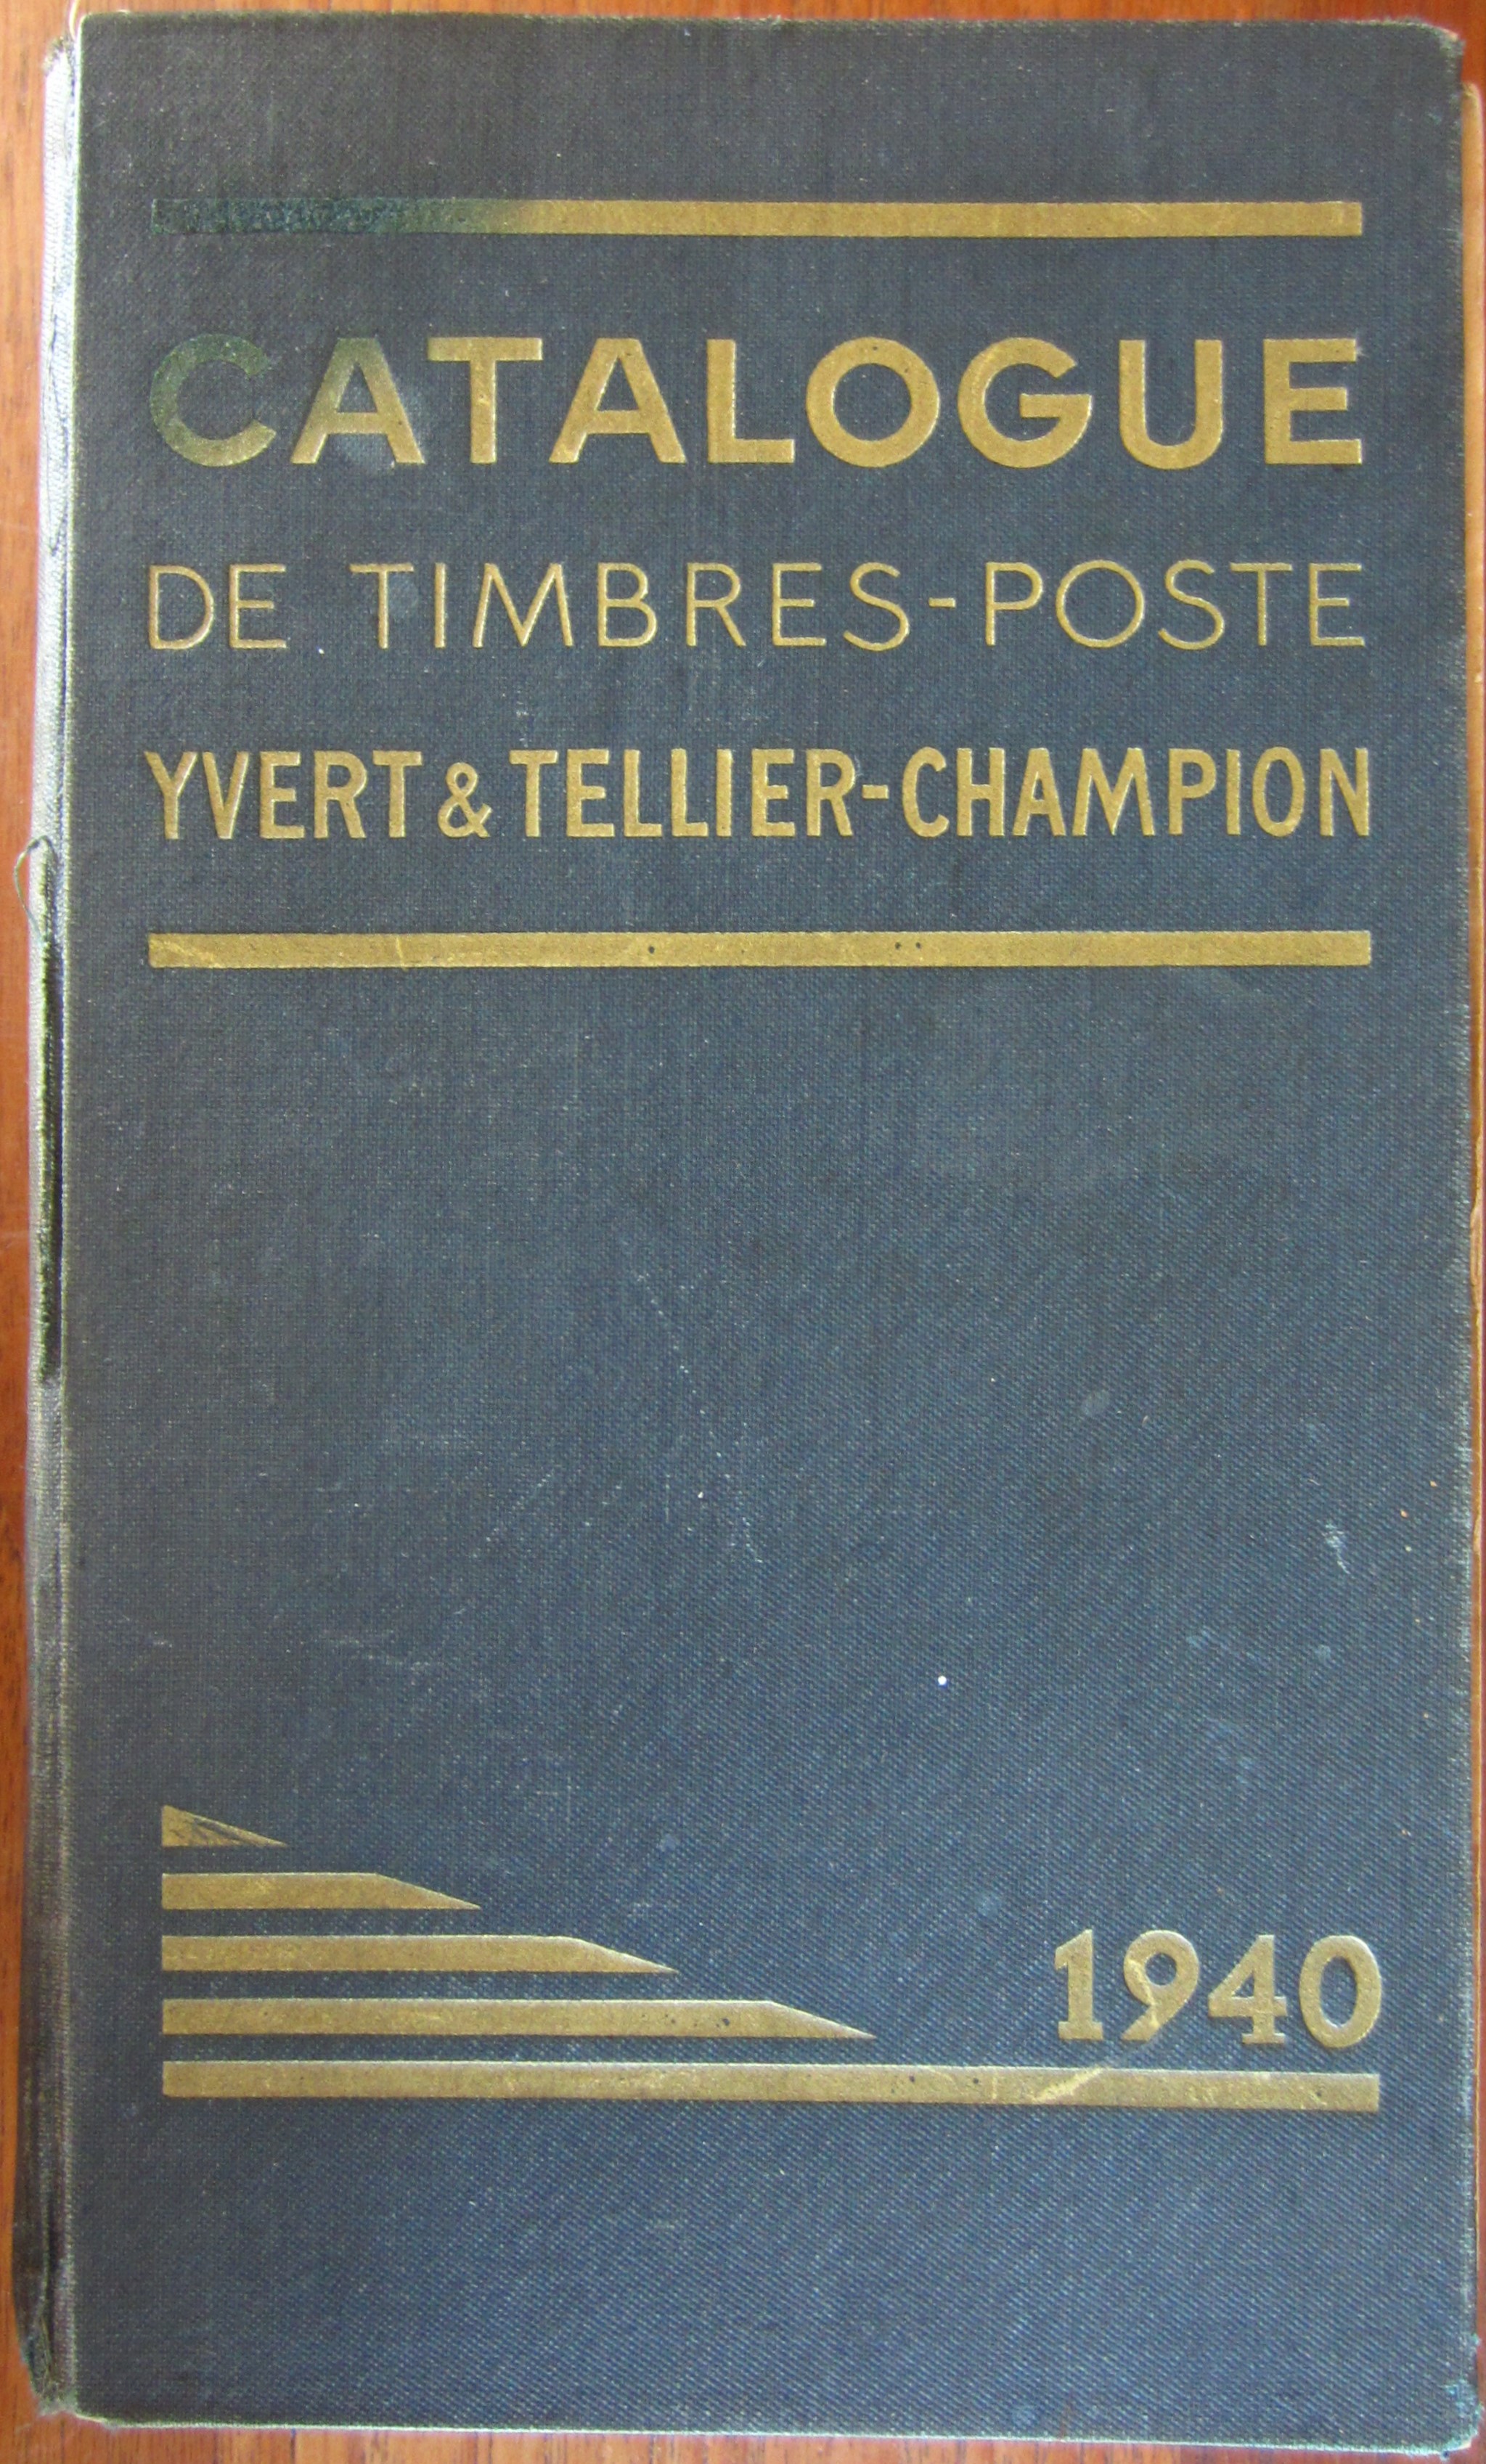 CATALOGUE
DE TIMBRES-POSTE
YVERT & TELLIER-CHAMPION
1940